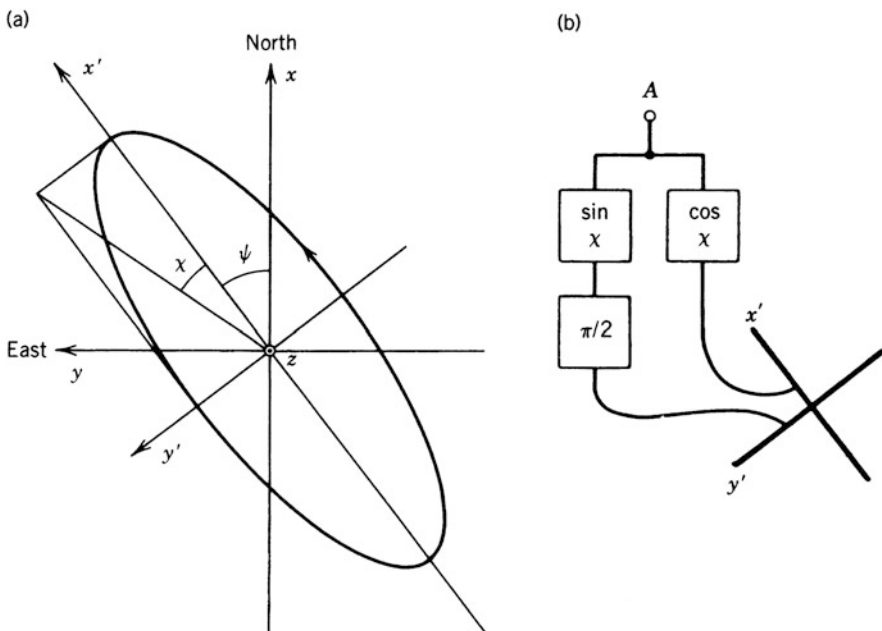 (a)
North
x
x′
χ
ψ
East
y
z
y′
(b)
A
sin
χ
cos
χ
π/2
x′
y′